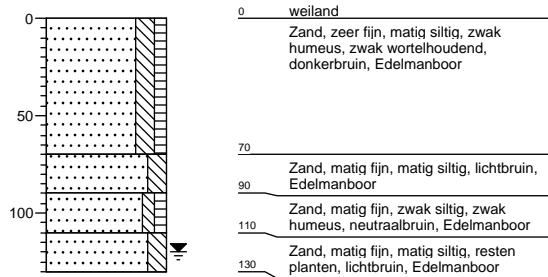 0
50
100
0 weiland
Zand, zeer fijn, matig siltig, zwak
humeus, zwak wortelhoudend,
donkerbruin, Edelmanboor
70
Zand, matig fijn, matig siltig, lichtbruin,
Edelmanboor
90
Zand, matig fijn, zwak siltig, zwak
humeus, neutraalbruin, Edelmanboor
110
Zand, matig fijn, matig siltig, resten
planten, lichtbruin, Edelmanboor
130